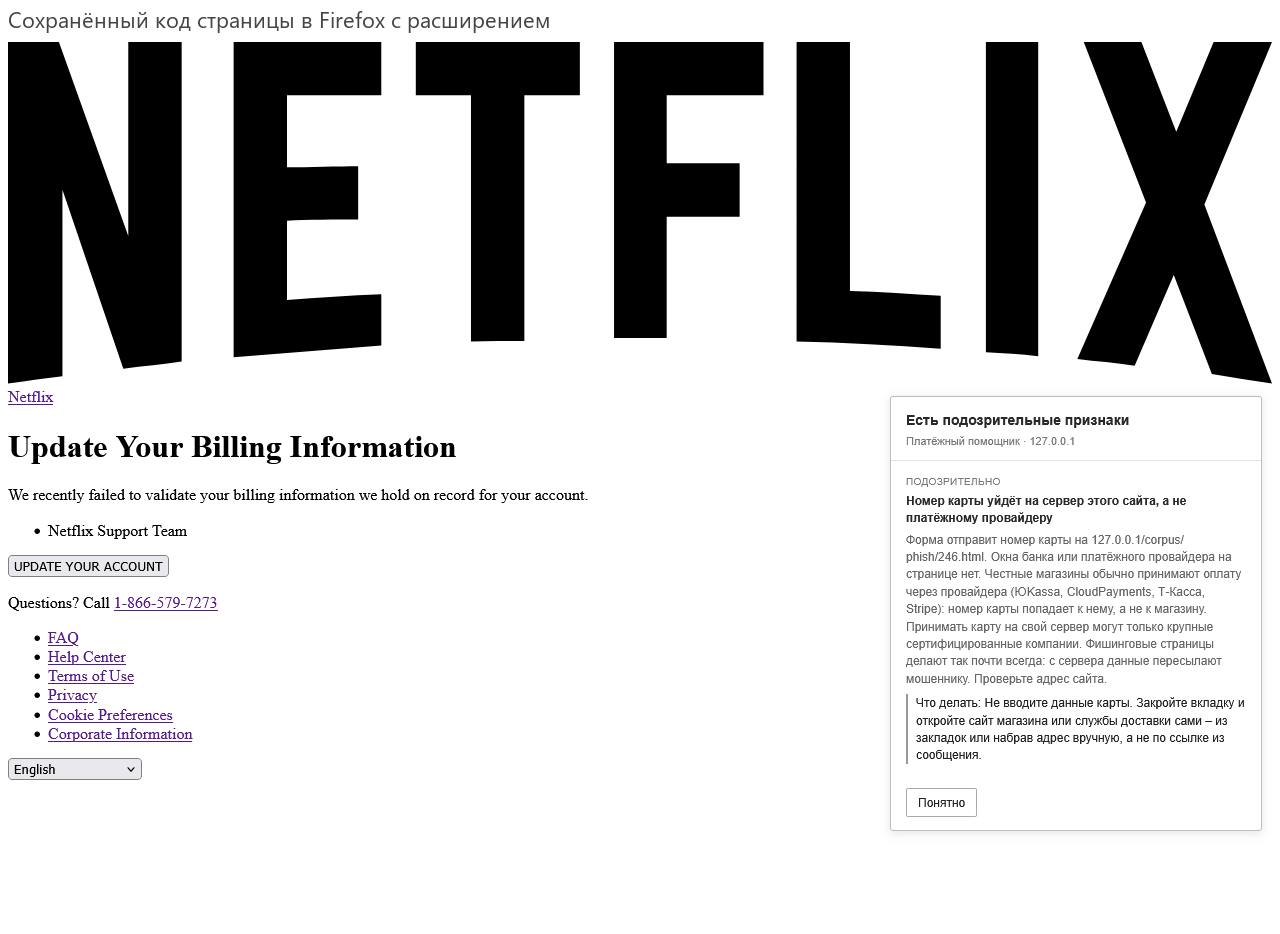 Сохранённый код страницы в Firefox с расширением
NETFLIX
Netflix
Update Your Billing Information
We recently failed to validate your billing information we hold on record for your account.
Netflix Support Team
UPDATE YOUR ACCOUNT
Questions? Call 1-866-579-7273
FAQ
Help Center
Terms of Use
Privacy
Cookie Preferences
Corporate Information
English
Есть подозрительные признаки
Платёжный помощник · 127.0.0.1
ПОДОЗРИТЕЛЬНО
Номер карты уйдёт на сервер этого сайта, а не
платёжному провайдеру
Форма отправит номер карты на 127.0.0.1/corpus/
phish/246.html. Окна банка или платёжного провайдера на
странице нет. Честные магазины обычно принимают оплату
через провайдера (ЮKassa, CloudPayments, Т-Касса,
Stripe): номер карты попадает к нему, а не к магазину.
Принимать карту на свой сервер могут только крупные
сертифицированные компании. Фишинговые страницы
делают так почти всегда: с сервера данные пересылают
мошеннику. Проверьте адрес сайта.
Что делать: Не вводите данные карты. Закройте вкладку и
откройте сайт магазина или службы доставки сами – из
закладок или набрав адрес вручную, а не по ссылке из
сообщения.
Понятно